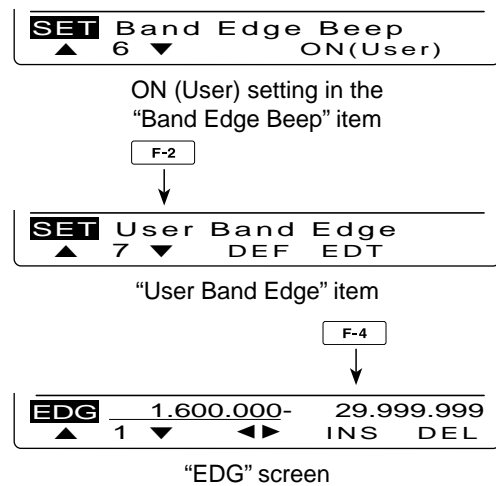 SET Band Edge Beep
▲ 6 ▼ ON(User)
ON (User) setting in the
“Band Edge Beep” item
F-2
SET User Band Edge
▲ 7 ▼ DEF EDT
“User Band Edge” item
F-4
EDG 1.600.000- 29.999.999
▲ 1 ▼ ◀▶ INS DEL
“EDG” screen